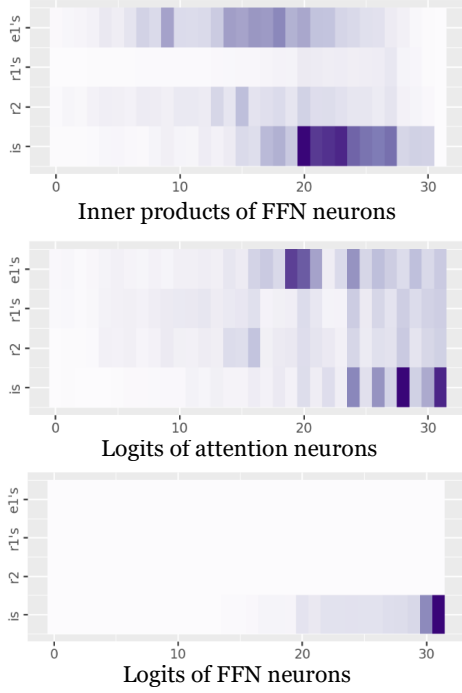 e1's
r1's
r2
is
0 10 20 30
Inner products of FFN neurons
e1's
r1's
r2
is
0 10 20 30
Logits of attention neurons
e1's
r1's
r2
is
0 10 20 30
Logits of FFN neurons